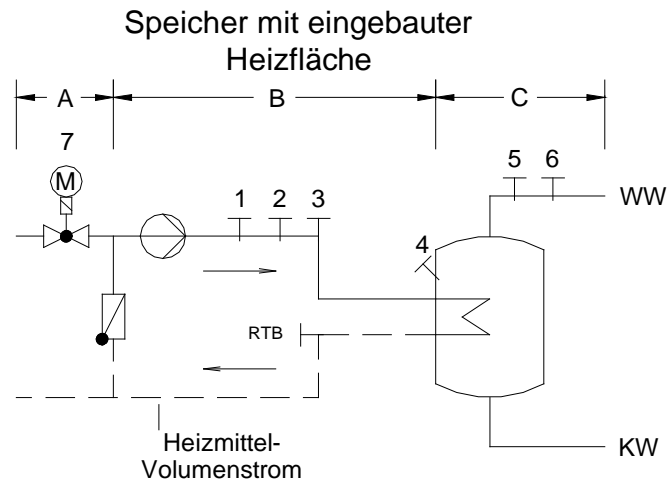 Speicher mit eingebauter
Heizfläche
A B C
7
M
1 2 3
5 6
WW
4
RTB
Heizmittel-
Volumenstrom
KW